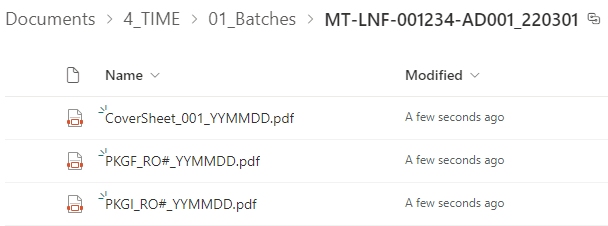 Documents > 4_TIME > 01_Batches > MT-LNF-001234-AD001_220301
Name Modified
CoverSheet_001_YYMMDD.pdf A few seconds ago
PKGF_RO#_YYMMDD.pdf A few seconds ago
PKGI_RO#_YYMMDD.pdf A few seconds ago